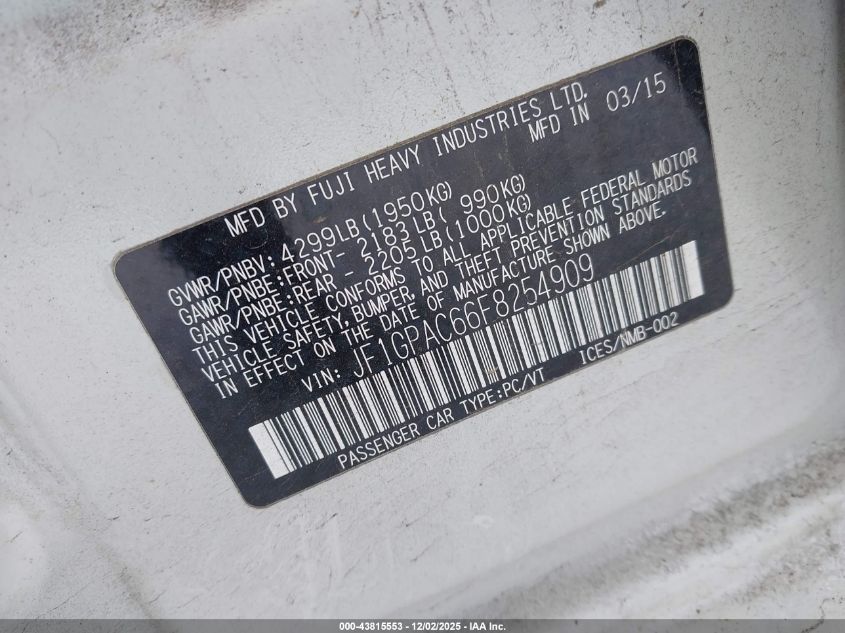 MFD BY FUJI HEAVY INDUSTRIES LTD.
MFD IN 03/15
GVWR/PNBV: 4299LB(1950KG)
GAWR/PNBE:FRONT- 2183LB( 990KG)
GAWR/PNBE:REAR - 2205LB(1000KG)
THIS VEHICLE CONFORMS TO ALL APPLICABLE FEDERAL MOTOR
VEHICLE SAFETY, BUMPER, AND THEFT PREVENTION STANDARDS
IN EFFECT ON THE DATE OF MANUFACTURE SHOWN ABOVE.
VIN: JF1GPAC66F8254909
PASSENGER CAR TYPE:PC/VT ICES/NMB-002
000-43815553 - 12/02/2025 - IAA Inc.